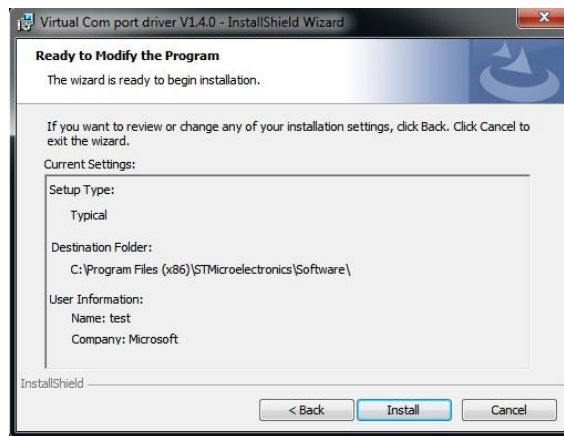 Virtual Com port driver V1.4.0 - InstallShield Wizard
Ready to Modify the Program
The wizard is ready to begin installation.
If you want to review or change any of your installation settings, click Back. Click Cancel to
exit the wizard.
Current Settings:
Setup Type:
Typical
Destination Folder:
C:\Program Files (x86)\STMicroelectronics\Software\
User Information:
Name: test
Company: Microsoft
InstallShield
< Back Install Cancel